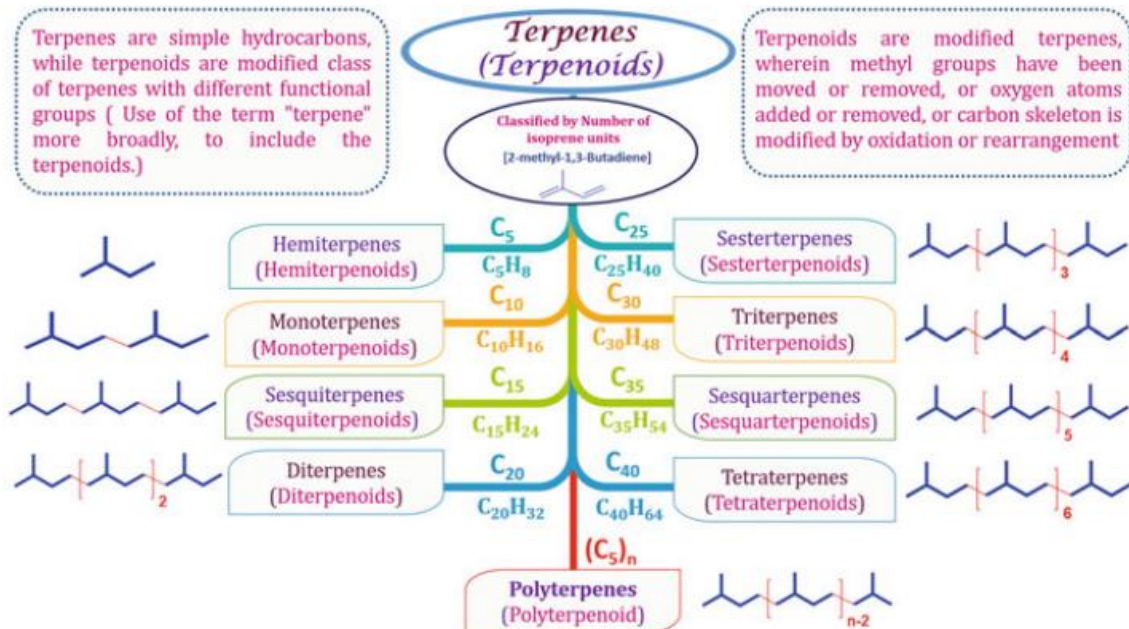 Terpenes are simple hydrocarbons,
while terpenoids are modified class
of terpenes with different functional
groups ( Use of the term "terpene"
more broadly, to include the
terpenoids.)
Terpenes
(Terpenoids)
Terpenoids are modified terpenes,
wherein methyl groups have been
moved or removed, or oxygen atoms
added or removed, or carbon skeleton is
modified by oxidation or rearrangement
Classified by Number of
isoprene units
[2-methyl-1,3-Butadiene]
Hemiterpenes
(Hemiterpenoids)
C₅
C₅H₈
C₂₅
C₂₅H₄₀
Sesterterpenes
(Sesterterpenoids)
3
Monoterpenes
(Monoterpenoids)
C₁₀
C₁₀H₁₆
C₃₀
C₃₀H₄₈
Triterpenes
(Triterpenoids)
4
Sesquiterpenes
(Sesquiterpenoids)
C₁₅
C₁₅H₂₄
C₃₅
C₃₅H₅₄
Sesquarterpenes
(Sesquarterpenoids)
5
2
Diterpenes
(Diterpenoids)
C₂₀
C₂₀H₃₂
C₄₀
C₄₀H₆₄
Tetraterpenes
(Tetraterpenoids)
6
(C₅)n
Polyterpenes
(Polyterpenoid)
n-2